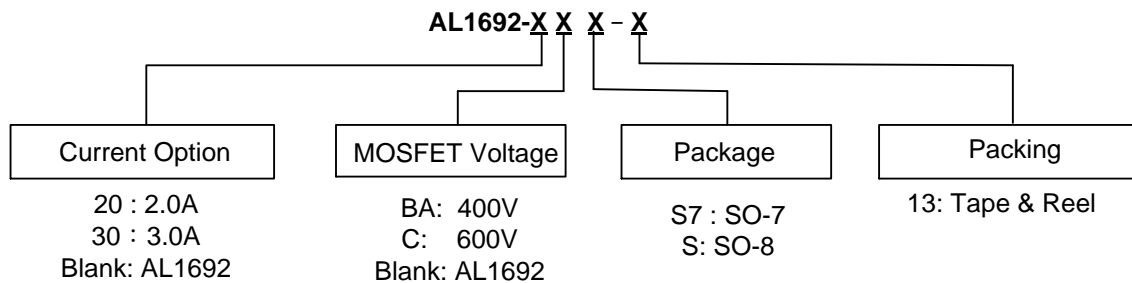 AL1692-X X X – X
Current Option
MOSFET Voltage
Package
Packing
20 : 2.0A
30 : 3.0A
Blank: AL1692
BA: 400V
C: 600V
Blank: AL1692
S7 : SO-7
S: SO-8
13: Tape & Reel